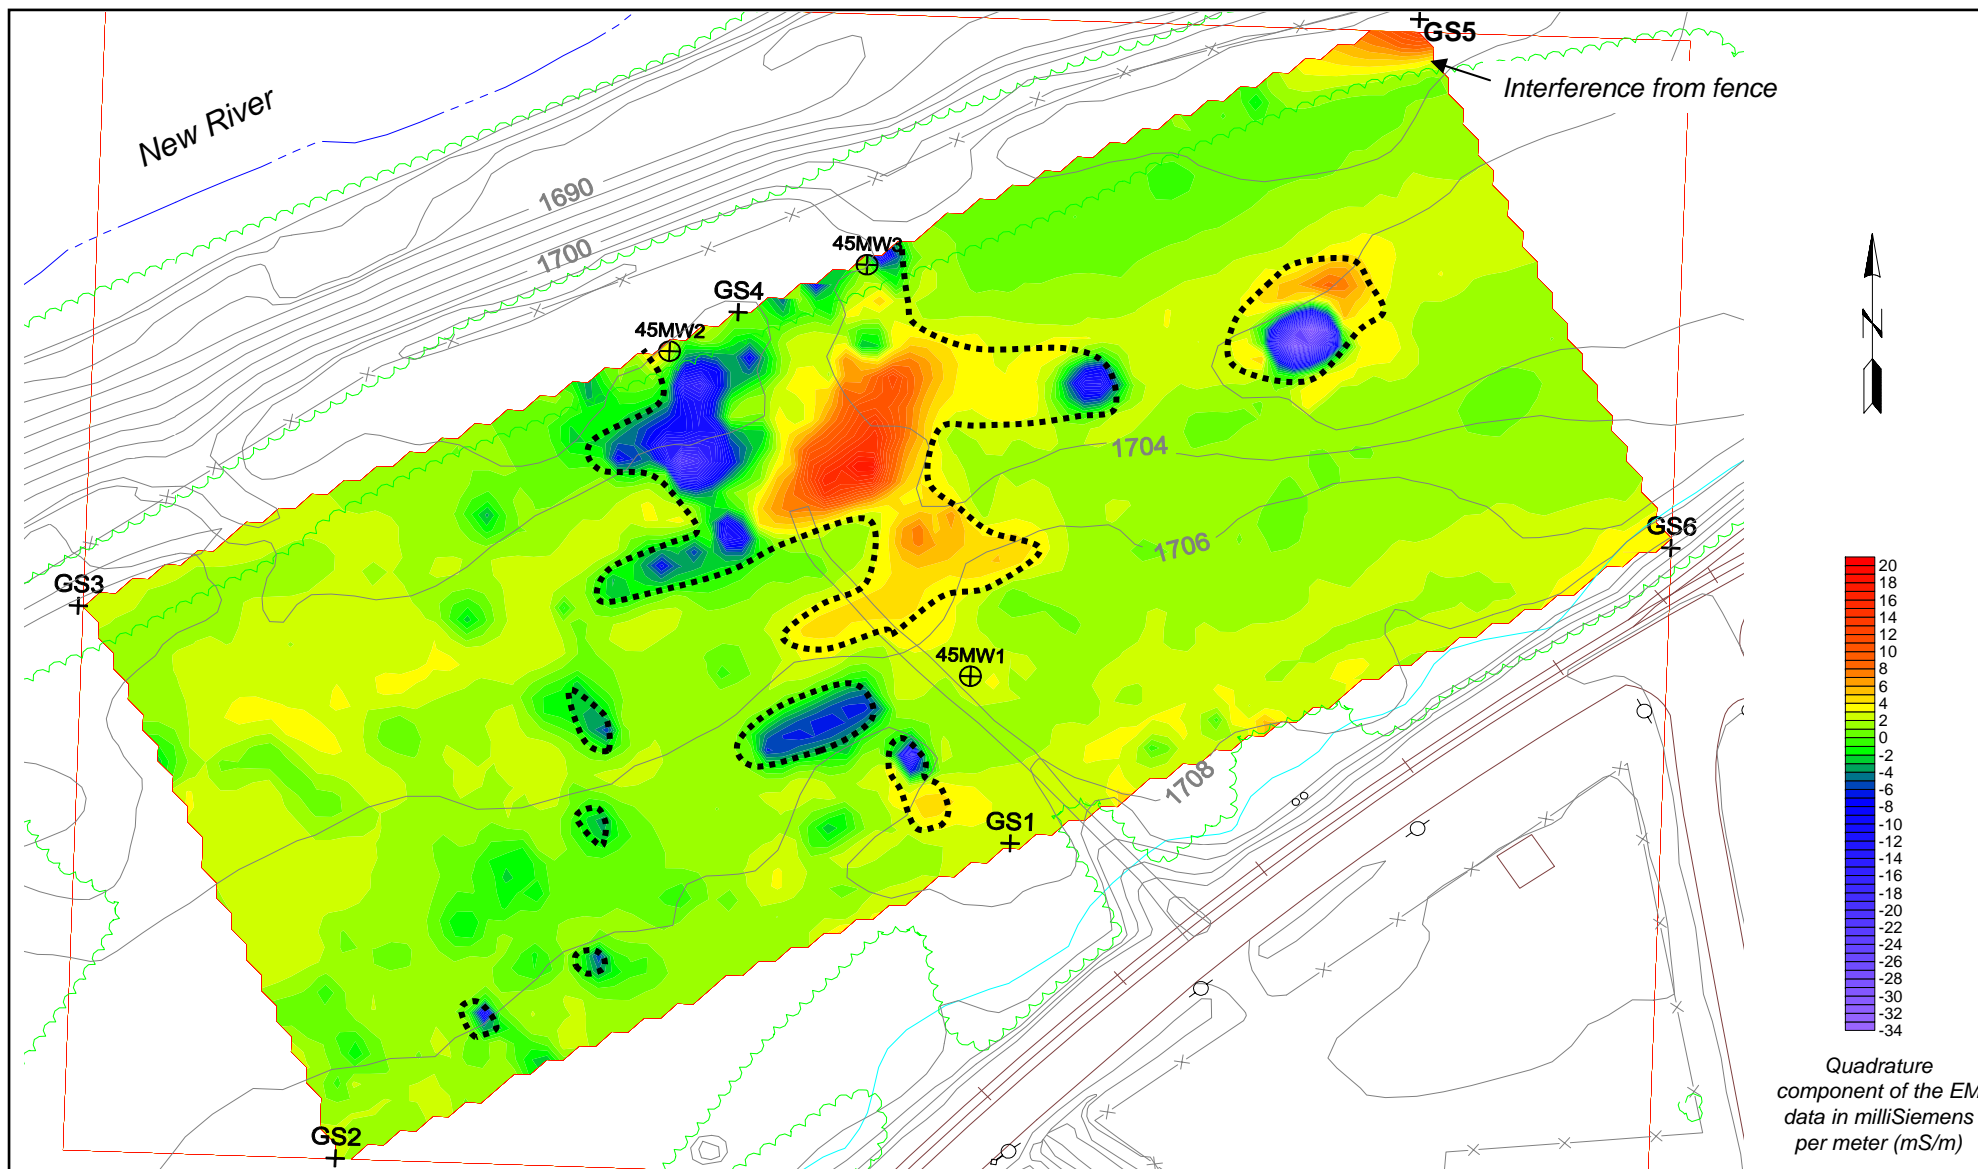 GS5
Interference from fence
New River
1690
1700
45MW3
GS4
45MW2
1704
1706
GS6
GS3
45MW1
1708
GS1
GS2
N
20
18
16
14
12
10
8
6
4
2
0
-2
-4
-6
-8
-10
-12
-14
-16
-18
-20
-22
-24
-26
-28
-30
-32
-34
Quadrature
component of the EM
data in milliSiemens
per meter (mS/m)